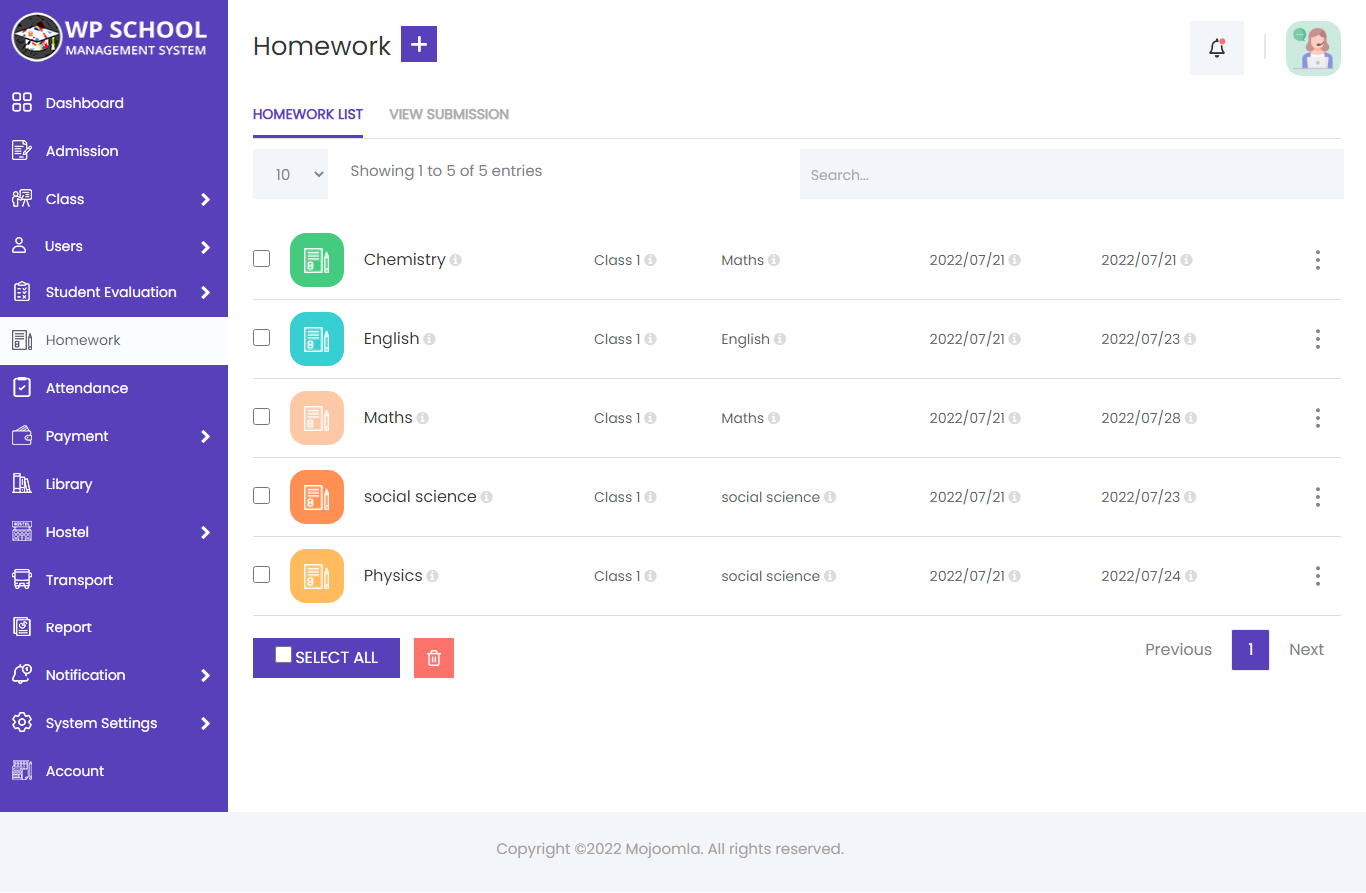 WP SCHOOL
MANAGEMENT SYSTEM
Dashboard
Admission
Class
Users
Student Evaluation
Homework
Attendance
Payment
Library
Hostel
Transport
Report
Notification
System Settings
Account
Homework +
HOMEWORK LIST VIEW SUBMISSION
10 Showing 1 to 5 of 5 entries Search...
Chemistry Class 1 Maths 2022/07/21 2022/07/21
English Class 1 English 2022/07/21 2022/07/23
Maths Class 1 Maths 2022/07/21 2022/07/28
social science Class 1 social science 2022/07/21 2022/07/23
Physics Class 1 social science 2022/07/21 2022/07/24
SELECT ALL Previous 1 Next
Copyright ©2022 Mojoomla. All rights reserved.